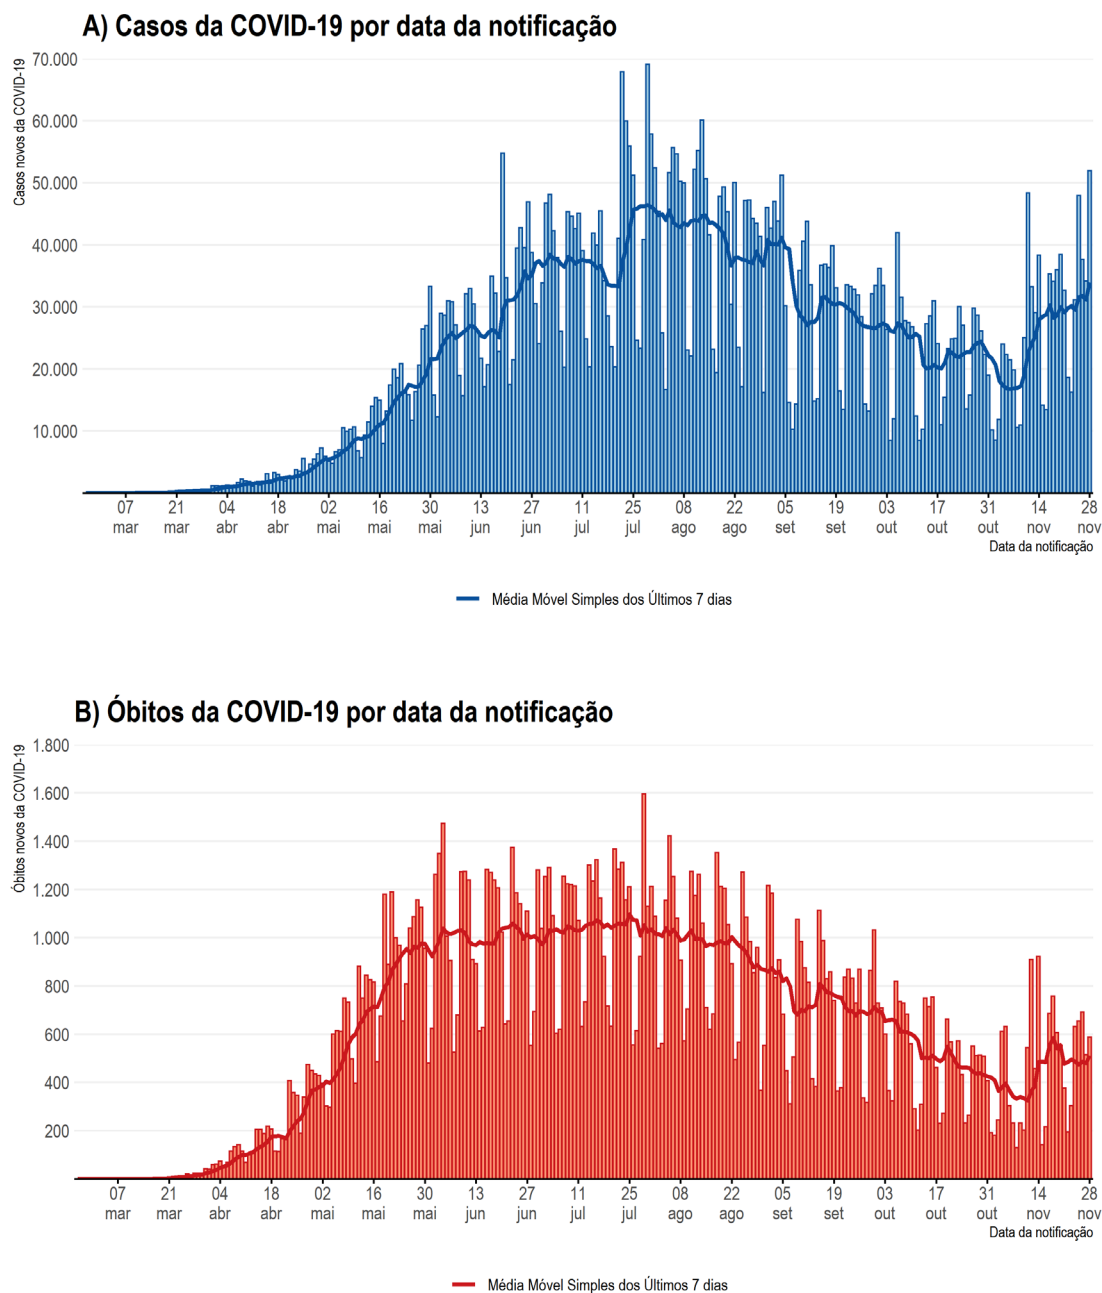 A) Casos da COVID-19 por data da notificação
Casos novos da COVID-19
70.000
60.000
50.000
40.000
30.000
20.000
10.000
07 21 04 18 02 16 30 13 27 11 25 08 22 05 19 03 17 31 14 28
mar mar abr abr mai mai mai jun jun jul jul ago ago set set out out out nov nov
Data da notificação
Média Móvel Simples dos Últimos 7 dias
B) Óbitos da COVID-19 por data da notificação
Óbitos novos da COVID-19
1.800
1.600
1.400
1.200
1.000
800
600
400
200
07 21 04 18 02 16 30 13 27 11 25 08 22 05 19 03 17 31 14 28
mar mar abr abr mai mai mai jun jun jul jul ago ago set set out out out nov nov
Data da notificação
Média Móvel Simples dos Últimos 7 dias